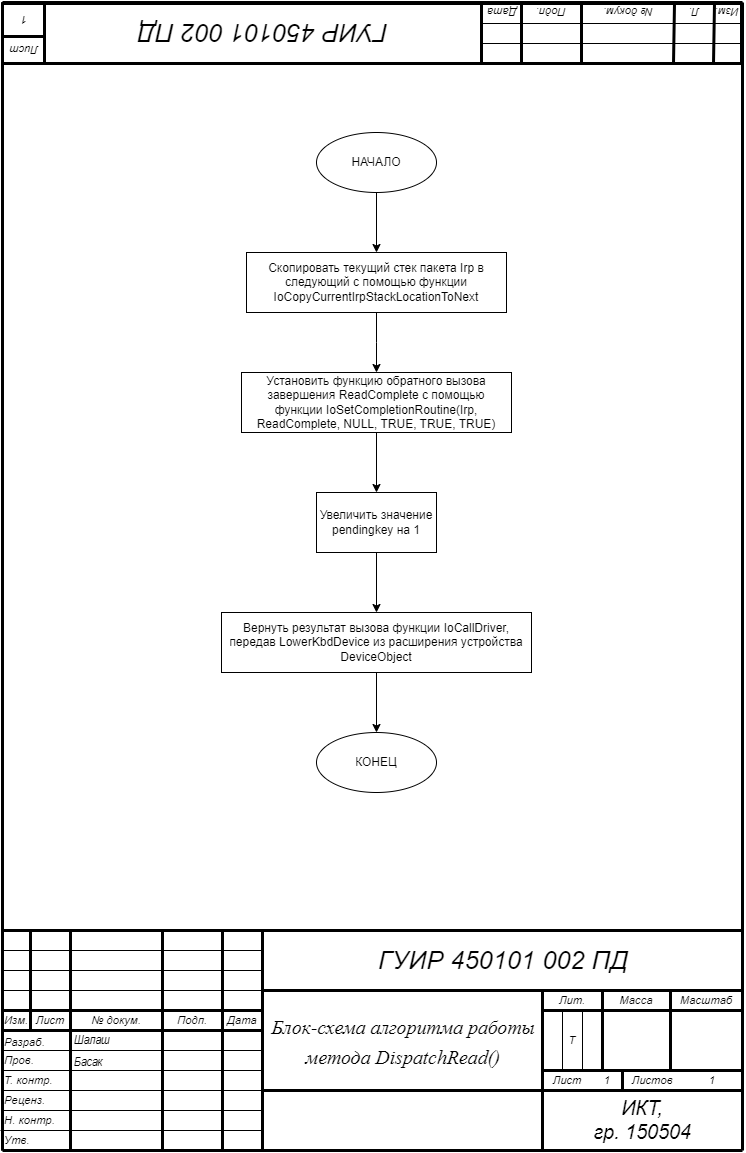 1
Лист
ГУИР 450101 002 ПД
Дата
Подп.
№ докум.
Л.
Изм.
НАЧАЛО
Скопировать текущий стек пакета Irp в
следующий с помощью функции
IoCopyCurrentIrpStackLocationToNext
Установить функцию обратного вызова
завершения ReadComplete с помощью
функции IoSetCompletionRoutine(Irp,
ReadComplete, NULL, TRUE, TRUE, TRUE)
Увеличить значение
pendingkey на 1
Вернуть результат вызова функции IoCallDriver,
передав LowerKbdDevice из расширения устройства
DeviceObject
КОНЕЦ
ГУИР 450101 002 ПД
Изм. Лист № докум. Подп. Дата
Разраб. Шалаш
Пров. Басак
Т. контр.
Реценз.
Н. контр.
Утв.
Блок-схема алгоритма работы
метода DispatchRead()
Лит. Масса Масштаб
Т
Лист 1 Листов 1
ИКТ,
гр. 150504